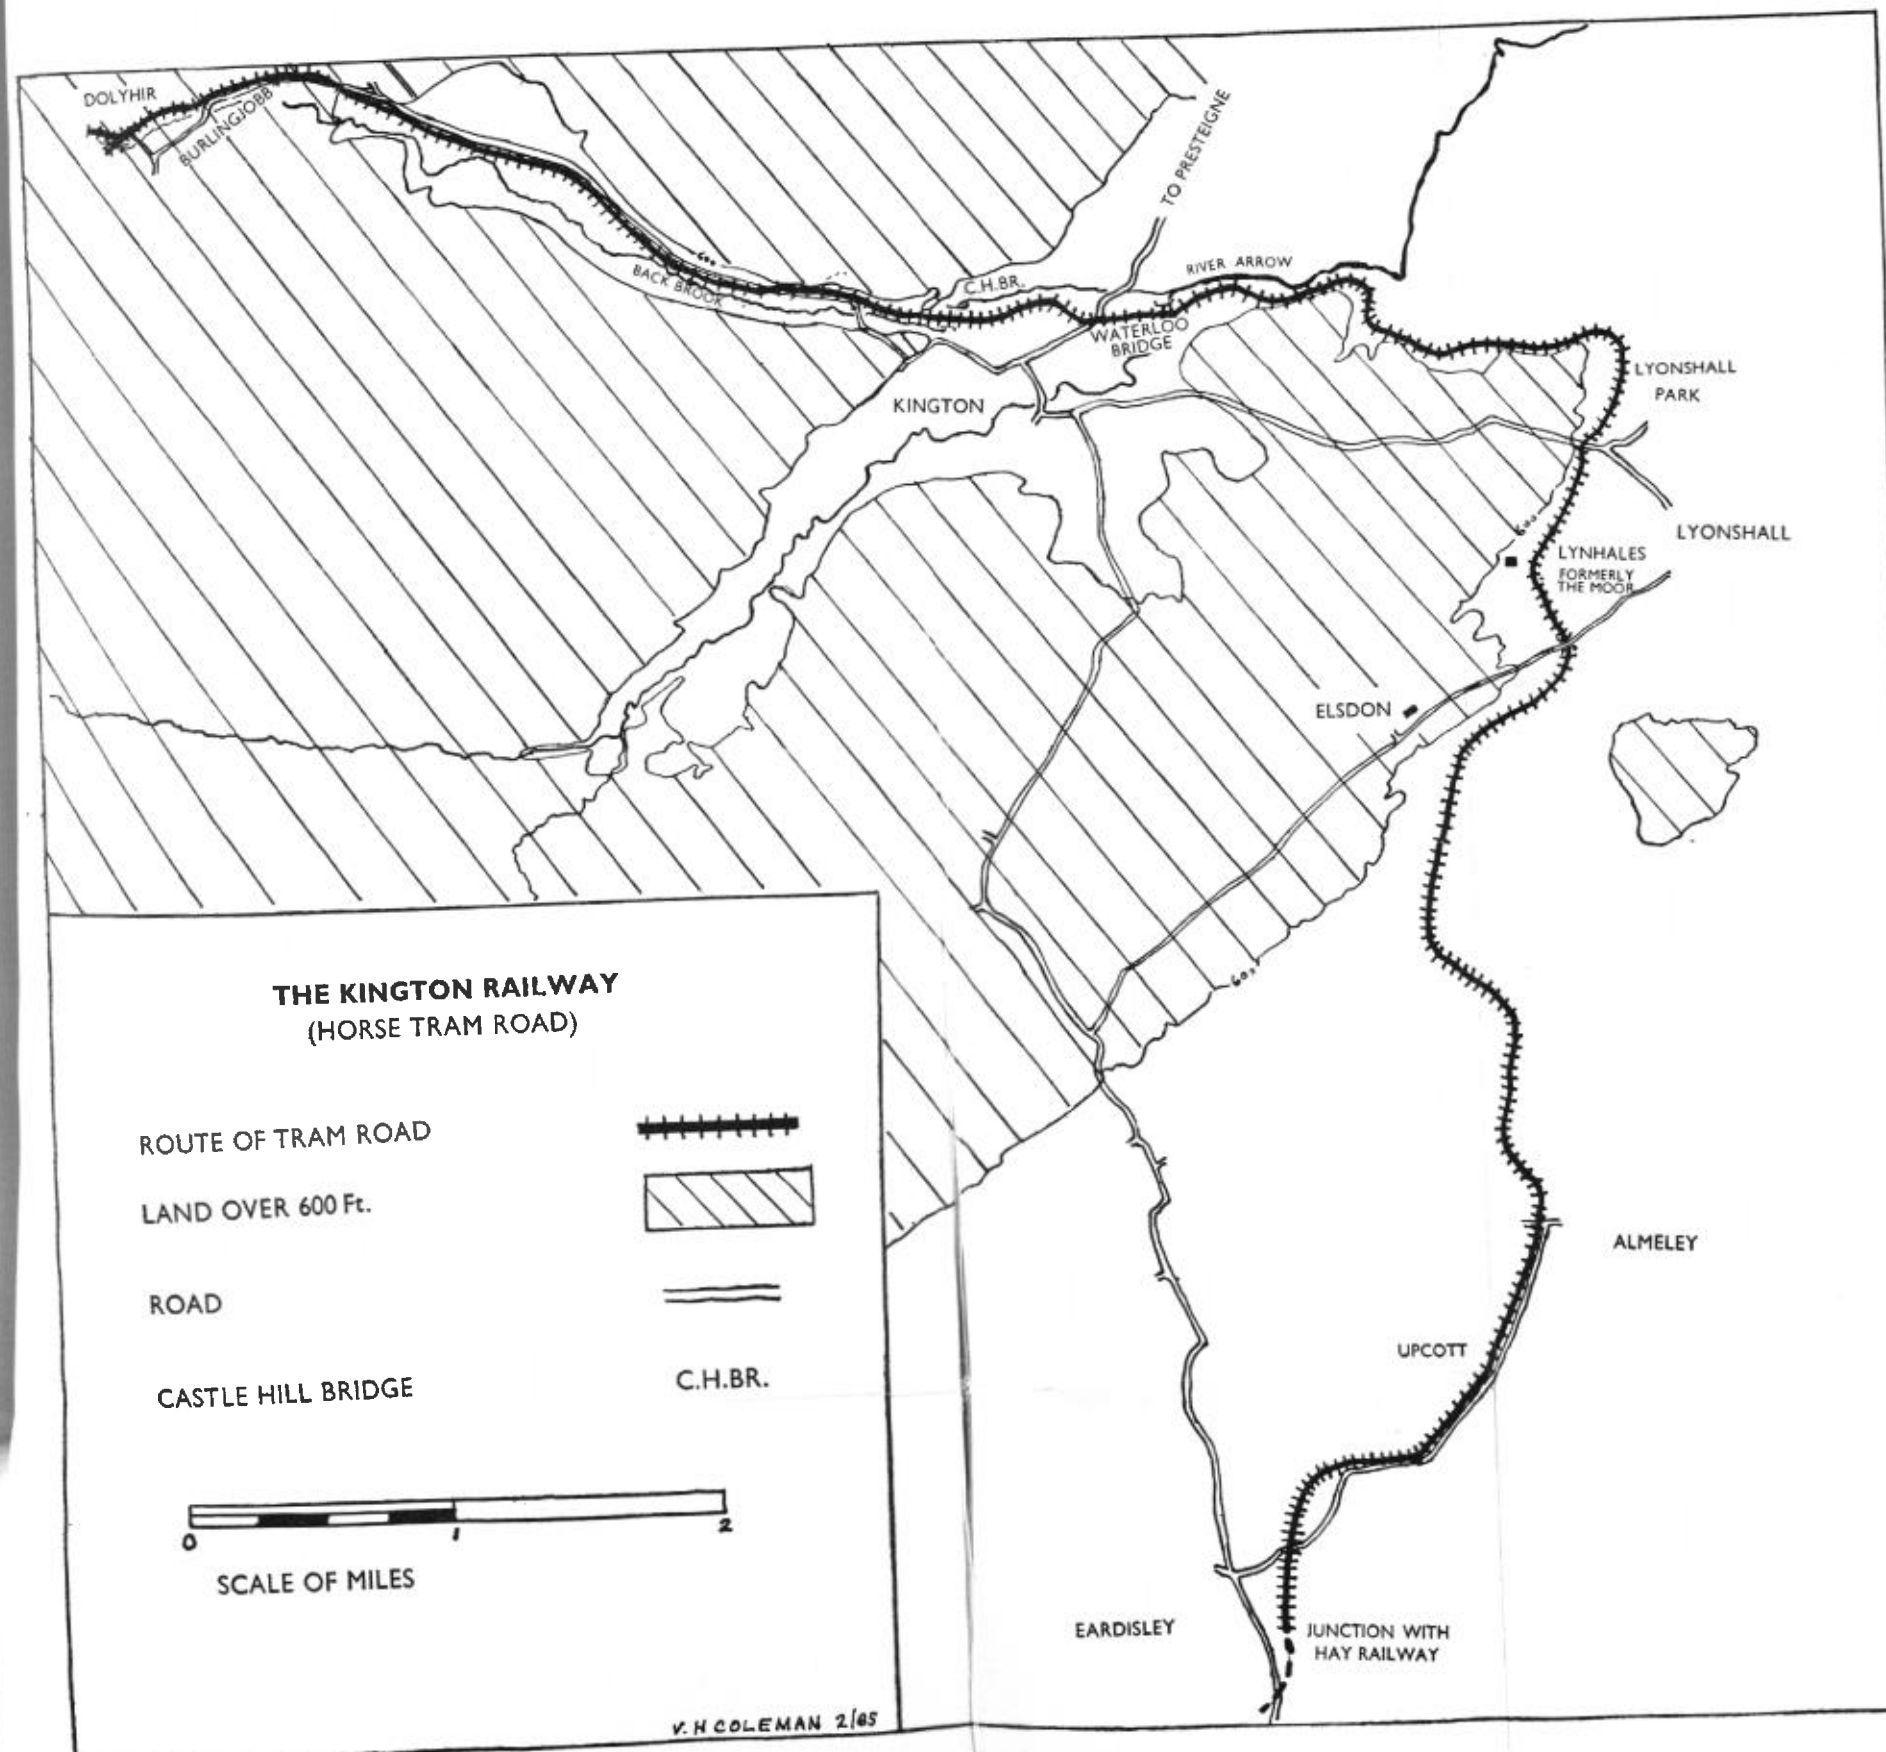 DOLYHIR
BURLINGJOBB
TO PRESTEIGNE
600
BACK BROOK
C.H.BR.
RIVER ARROW
WATERLOO
BRIDGE
LYONSHALL
PARK
KINGTON
LYONSHALL
LYNHALES
FORMERLY
THE MOOR
ELSDON
THE KINGTON RAILWAY
(HORSE TRAM ROAD)
ROUTE OF TRAM ROAD
LAND OVER 600 Ft.
ROAD
CASTLE HILL BRIDGE
C.H.BR.
0
1
2
SCALE OF MILES
V.H COLEMAN 2/65
ALMELEY
UPCOTT
EARDISLEY
JUNCTION WITH
HAY RAILWAY